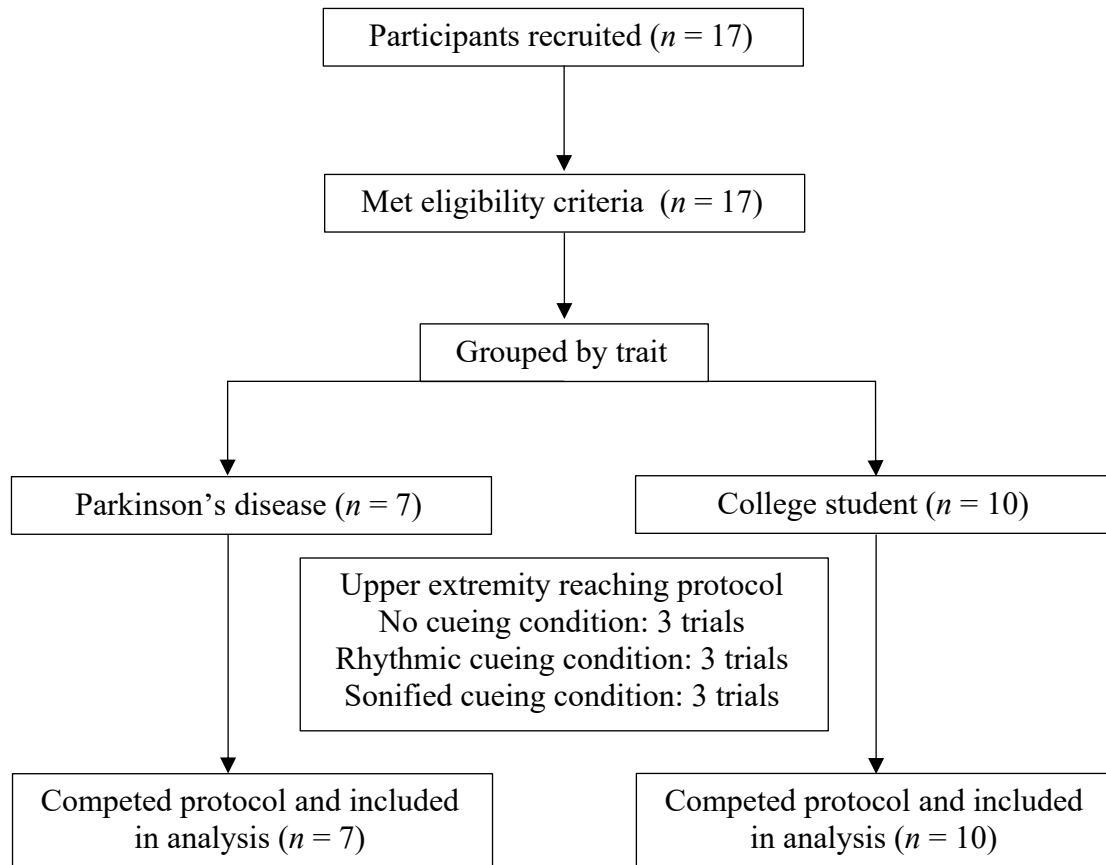 Participants recruited (n = 17)
Met eligibility criteria (n = 17)
Grouped by trait
Parkinson’s disease (n = 7)
College student (n = 10)
Upper extremity reaching protocol
No cueing condition: 3 trials
Rhythmic cueing condition: 3 trials
Sonified cueing condition: 3 trials
Competed protocol and included
in analysis (n = 7)
Competed protocol and included
in analysis (n = 10)